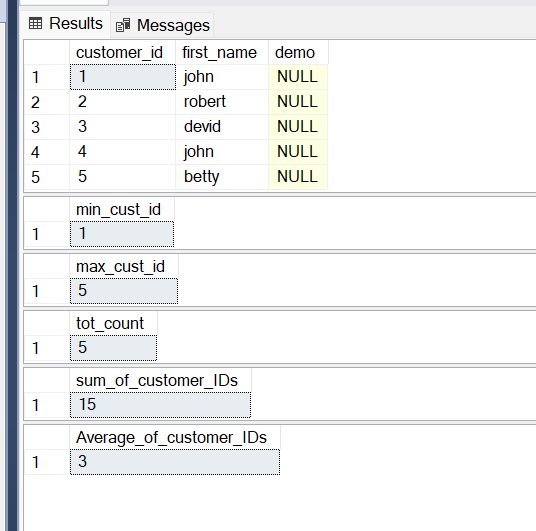 Results Messages
customer_id first_name demo
1 1 john NULL
2 2 robert NULL
3 3 devid NULL
4 4 john NULL
5 5 betty NULL
min_cust_id
1 1
max_cust_id
1 5
tot_count
1 5
sum_of_customer_IDs
1 15
Average_of_customer_IDs
1 3